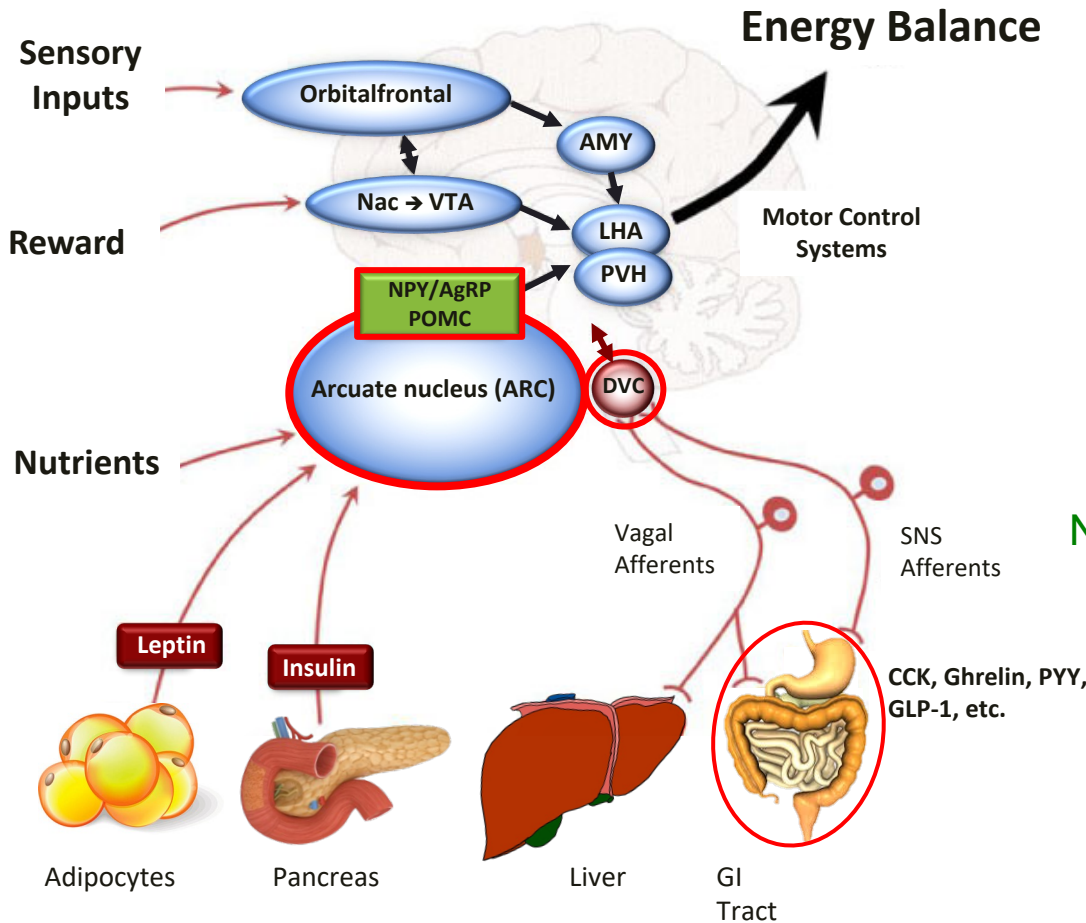 Energy Balance
Sensory
Inputs
Orbitalfrontal
AMY
Nac → VTA
LHA
Motor Control
Systems
Reward
PVH
NPY/AgRP
POMC
Arcuate nucleus (ARC)
DVC
Nutrients
Vagal
Afferents
SNS
Afferents
N
Leptin
Insulin
CCK, Ghrelin, PYY,
GLP-1, etc.
Adipocytes
Pancreas
Liver
GI
Tract